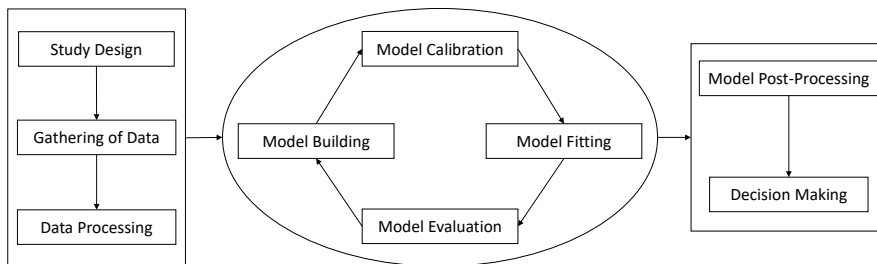 Study Design
Gathering of Data
Data Processing
Model Calibration
Model Building
Model Fitting
Model Evaluation
Model Post-Processing
Decision Making